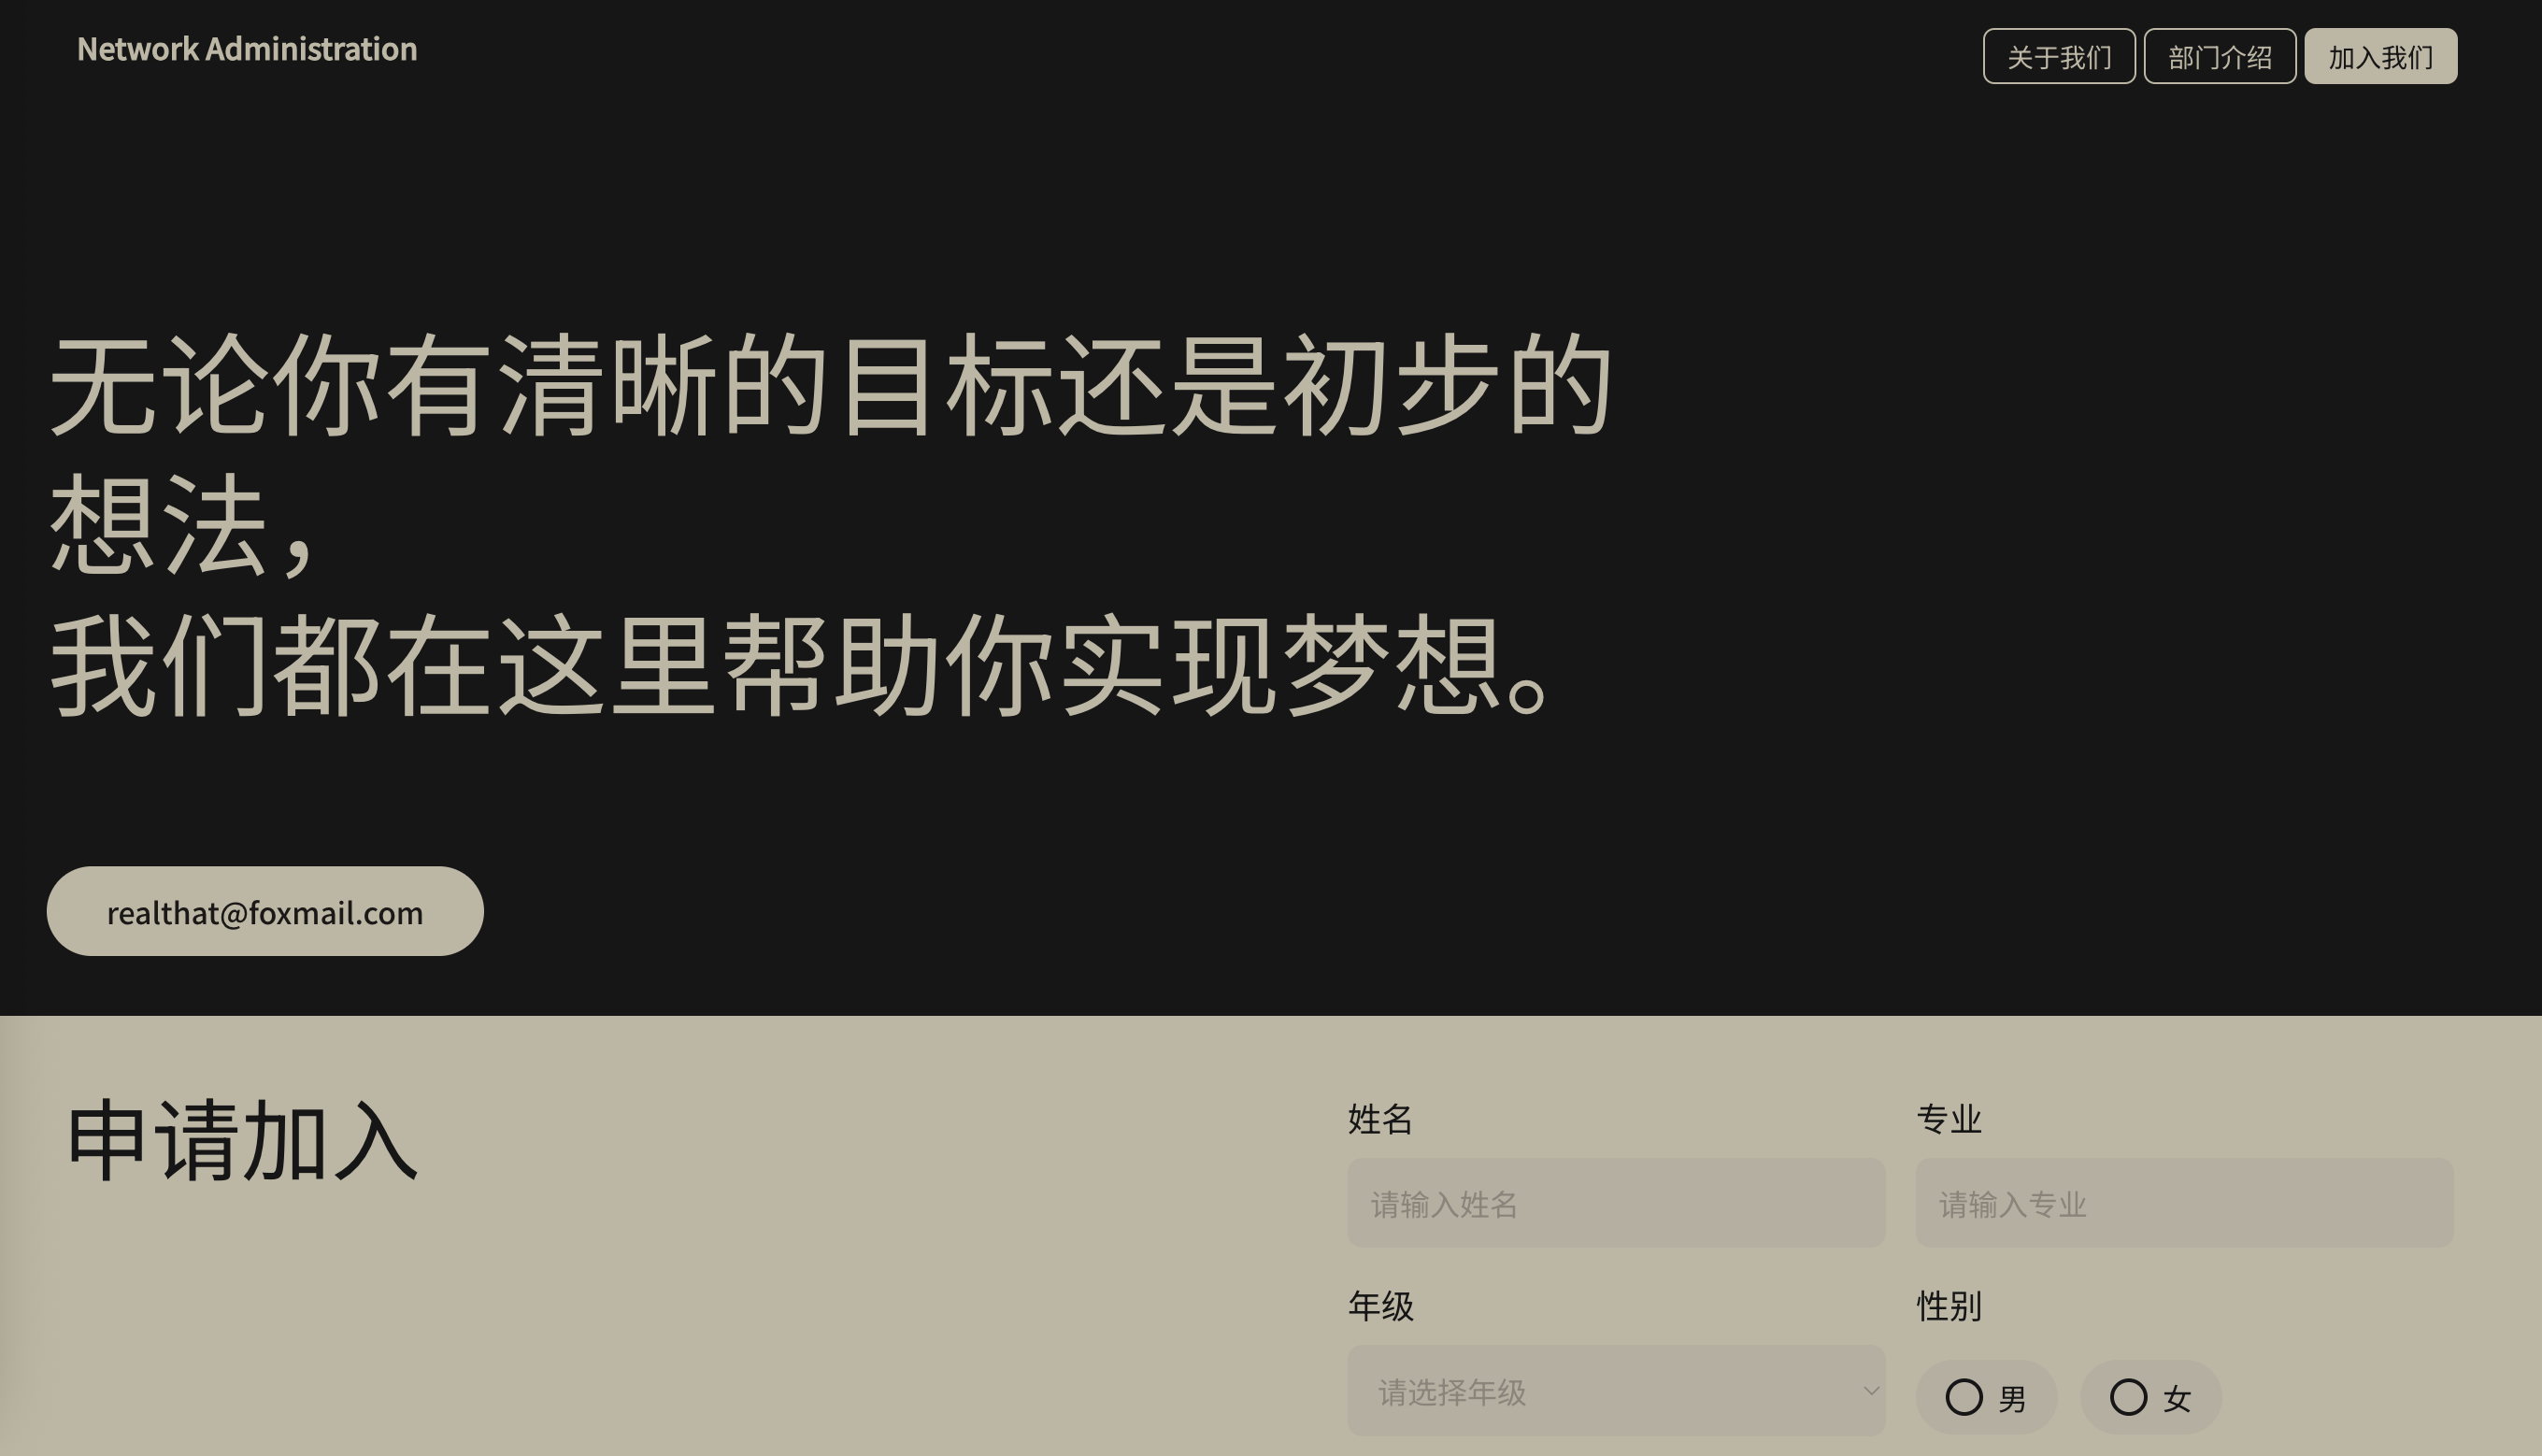 Network Administration
关于我们
部门介绍
加入我们
无论你有清晰的目标还是初步的
想法，
我们都在这里帮助你实现梦想。
realthat@foxmail.com
申请加入
姓名
专业
请输入姓名
请输入专业
年级
性别
请选择年级
男
女